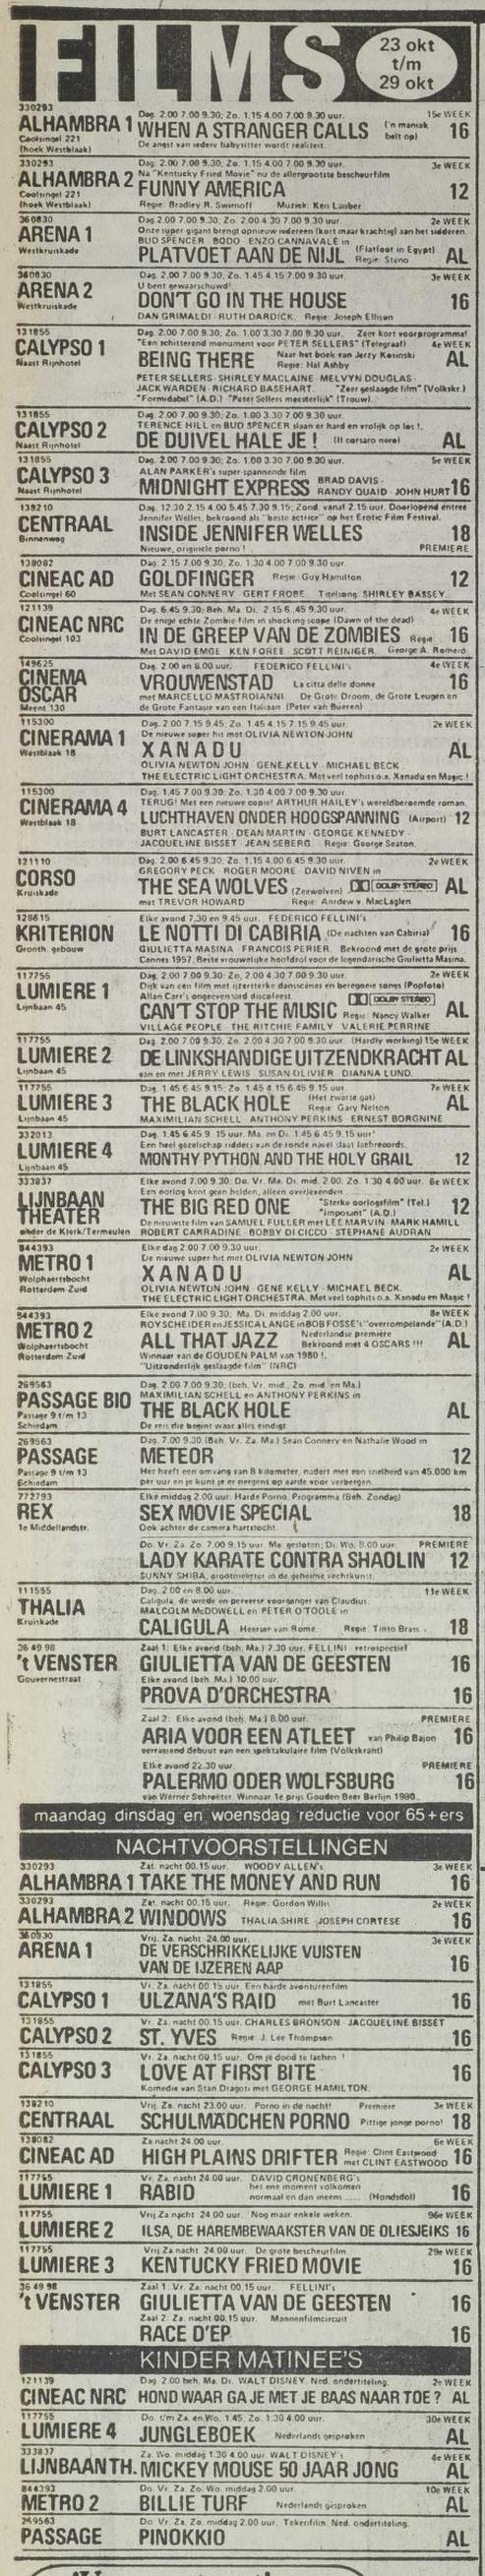 FILMS
23 okt
t/m
29 okt
330293
Dag. 2.00 7.00 9.30; Zo. 1.15 4.00 7.00 9.30 uur.
15e WEEK
ALHAMBRA 1 WHEN A STRANGER CALLS ('n maniak belt op) 16
Coolsingel 221
(hoek Westblaak)
De angst van iedere babysitter wordt realiteit.
330293
Dag. 2.00 7.00 9.30; Zo. 1.15 4.00 7.00 9.30 uur.
3e WEEK
Na "Kentucky Fried Movie" nu de allergrootste bescheurfilm
ALHAMBRA 2 FUNNY AMERICA 12
Coolsingel 221
(hoek Westblaak)
Regie: Bradley R. Swirnoff Muziek: Ken Lauber
360830
Dag 2.00 7.00 9.30, Zo. 2.00 4.30 7.00 9.30 uur.
2e WEEK
Onze super-gigant brengt opnieuw iedereen (kort maar krachtig) aan het sidderen.
ARENA 1
Westkruiskade
BUD SPENCER · BODO · ENZO CANNAVALE in
PLATVOET AAN DE NIJL (Flatfoot in Egypt) Regie: Steno AL
360830
Dag. 2.00 7.00 9.30; Zo. 1.45 4.15 7.00 9.30 uur.
3e WEEK
U bent gewaarschuwd!
ARENA 2 DON'T GO IN THE HOUSE 16
Westkruiskade
DAN GRIMALDI · RUTH DARDICK. Regie: Joseph Ellison
131855
Dag. 2.00 7.00 9.30; Zo. 1.00 3.30 7.00 9.30 uur. Zeer kort voorprogramma!
"Een schitterend monument voor PETER SELLERS" (Telegraaf) 4e WEEK
CALYPSO 1 BEING THERE Naar het boek van Jerzy Kosinski AL
Naast Rijnhotel
Regie: Hal Ashby
PETER SELLERS · SHIRLEY MACLAINE · MELVYN DOUGLAS ·
JACK WARDEN · RICHARD BASEHART. "Zeer geslaagde film" (Volkskr.)
"Formidabel" (A.D.) "Peter Sellers meesterlijk" (Trouw).
131855
Dag. 2.00 7.00 9.30; Zo. 1.00 3.30 7.00 9.30 uur.
TERENCE HILL en BUD SPENCER slaan er hard en vrolijk op los!.
CALYPSO 2 DE DUIVEL HALE JE! (Il corsaro nero) AL
Naast Rijnhotel
131855
Dag. 2.00 7.00 9.30; Zo. 1.00 3.30 7.00 9.30 uur.
5e WEEK
ALAN PARKER's super-spannende film
CALYPSO 3 MIDNIGHT EXPRESS BRAD DAVIS · RANDY QUAID · JOHN HURT 16
Naast Rijnhotel
138210
Dag. 12.30 2.15 4.00 5.45 7.30 9.15; Zond. vanaf 2.15 uur. Doorlopend entree
Jennifer Welles, bekroond als "beste actrice" op het Erotic Film Festival.
CENTRAAL INSIDE JENNIFER WELLES 18
Binnenweg
Nieuwe, originele porno! PREMIERE
138082
Dag. 2.15 7.00 9.30; Zo. 1.30 4.00 7.00 9.30 uur.
CINEAC AD GOLDFINGER Regie: Guy Hamilton 12
Coolsingel 60
Met SEAN CONNERY · GERT FROBE. Titelsong: SHIRLEY BASSEY.
121139
Dag. 6.45 9.30; Beh. Ma. Di. 2.15 6.45 9.30 uur.
4e WEEK
De enige echte Zombie film in shocking scope (Dawn of the dead)
CINEAC NRC IN DE GREEP VAN DE ZOMBIES Regie: 16
Coolsingel 103
Met DAVID EMGE · KEN FOREE · SCOTT REINIGER. George A. Romero
149625
Dag. 2.00 en 8.00 uur. FEDERICO FELLINI's
4e WEEK
CINEMA OSCAR VROUWENSTAD La citta delle donne 16
Meent 130
met MARCELLO MASTROIANNI De Grote Droom, de Grote Leugen en
de Grote Fantasie van een Italiaan (Peter van Bueren)
115300
Dag. 2.00 7.15 9.45; Zo. 1.45 4.15 7.15 9.45 uur.
2e WEEK
De nieuwe super hit met OLIVIA NEWTON-JOHN
CINERAMA 1 XANADU AL
Westblaak 18
OLIVIA NEWTON JOHN · GENE KELLY · MICHAEL BECK ·
THE ELECTRIC LIGHT ORCHESTRA. Met veel tophits o.a. Xanadu en Magic!
115300
Dag. 1.45 7.00 9.30; Zo. 1.30 4.00 7.00 9.30 uur.
TERUG! Met een nieuwe copie! ARTHUR HAILEY's wereldberoemde roman.
CINERAMA 4 LUCHTHAVEN ONDER HOOGSPANNING (Airport) 12
Westblaak 18
BURT LANCASTER · DEAN MARTIN · GEORGE KENNEDY ·
JACQUELINE BISSET · JEAN SEBERG. Regie: George Seaton.
121110
Dag. 2.00 6.45 9.30; Zo. 1.15 4.00 6.45 9.30 uur.
2e WEEK
GREGORY PECK · ROGER MOORE · DAVID NIVEN in
CORSO THE SEA WOLVES (Zeewolven) DOLBY STEREO AL
Kruiskade
met TREVOR HOWARD Regie: Andrew v. MacLaglen
128615
Elke avond 7.30 en 9.45 uur. FEDERICO FELLINI's
KRITERION LE NOTTI DI CABIRIA (De nachten van Cabiria) 16
Gronth. gebouw
GIULIETTA MASINA · FRANCOIS PERIER. Bekroond met de grote prijs
Cannes 1957. Beste vrouwelijke hoofdrol voor de legendarische Giulietta Masina.
117755
Dag. 2.00 7.00 9.30; Zo. 2.00 4.30 7.00 9.30 uur.
2e WEEK
Dijk van een film met ijzersterke dansscènes en beregoeie songs (Popfoto)
Allan Carr's ongeevenaard discofeest. DOLBY STEREO
LUMIERE 1 CAN'T STOP THE MUSIC Regie: Nancy Walker AL
Lijnbaan 45
VILLAGE PEOPLE · THE RITCHIE FAMILY · VALERIE PERRINE
117755
Dag. 2.00 7.00 9.30; Zo. 2.00 4.30 7.00 9.30 uur. (Hardly working) 15e WEEK
LUMIERE 2 DE LINKSHANDIGE UITZENDKRACHT AL
Lijnbaan 45
van en met JERRY LEWIS · SUSAN OLIVIER · DIANNA LUND.
117755
Dag. 1.45 6.45 9.15; Zo. 1.45 4.15 6.45 9.15 uur.
7e WEEK
LUMIERE 3 THE BLACK HOLE (Het zwarte gat) Regie: Gary Nelson AL
Lijnbaan 45
MAXIMILIAN SCHELL · ANTHONY PERKINS · ERNEST BORGNINE
332013
Dag. 1.45 6.45 9.15 uur. Ma. en Di. 1.45 6.45 9.15 uur
Een heel gezelschap ridders van de ronde navel slaat liefhoords.
LUMIERE 4 MONTHY PYTHON AND THE HOLY GRAIL 12
Lijnbaan 45
333837
Elke avond 7.00 9.30; Do. Vr. Ma. Di. mid. 2.00. Zo. 1.30 4.00 uur. 6e WEEK
Een oorlog kent geen helden, alleen overlevenden
LIJNBAAN THEATER THE BIG RED ONE "Sterke oorlogsfilm" (Tel.) "Imposant" (A.D.) 12
onder de Klerk/Termeulen
De nieuwste film van SAMUEL FULLER met LEE MARVIN · MARK HAMILL
ROBERT CARRADINE · BOBBY DI CICCO · STEPHANE AUDRAN
844393
Elke dag 2.00 7.00 9.30 uur.
2e WEEK
De nieuwe super hit met OLIVIA NEWTON-JOHN
METRO 1 XANADU AL
Wolphaertsbocht
Rotterdam Zuid
OLIVIA NEWTON-JOHN · GENE KELLY · MICHAEL BECK.
THE ELECTRIC LIGHT ORCHESTRA. Met veel tophits o.a. Xanadu en Magic!
844393
Elke avond 7.00 9.30; Ma. Di. middag 2.00 uur.
8e WEEK
ROY SCHEIDER en JESSICA LANGE in BOB FOSSE's "overrompelende" (A.D.)
METRO 2 ALL THAT JAZZ Nederlandse première Bekroond met 4 OSCARS!!! AL
Wolphaertsbocht
Rotterdam-Zuid
Winnaar van de GOUDEN PALM van 1980!.
"Uitzonderlijk geslaagde film" (NRC)
269563
Dag. 2.00 7.00 9.30; (beh. Vr. mid., Zo. mid. en Ma.)
MAXIMILIAN SCHELL en ANTHONY PERKINS in
PASSAGE BIO THE BLACK HOLE AL
Passage 9 t/m 13
Schiedam
De reis die begint waar alles eindigt.
269563
Dag. 7.00 9.30 (Beh. Vr. Za. Ma.) Sean Connery en Nathalie Wood in
PASSAGE METEOR 12
Passage 9 t/m 13
Schiedam
Het heeft een omvang van 8 kilometer, nadert met een snelheid van 45.000 km
per uur en je kunt je er nergens op aarde voor verbergen.
772793
Elke middag 2.00 uur. Harde Porno. Programma (Beh. Zondag)
REX SEX MOVIE SPECIAL 18
1e Middellandstr.
Ook achter de camera hartstocht.
Do. Vr. Za. Zo. 7.00 9.15 uur. Ma. gesloten; Di. Wo. 8.00 uur. PREMIERE
LADY KARATE CONTRA SHAOLIN 12
SUNNY SHIBA, grootmeester in de geheime vechtkunst.
111555
Dag. 2.00 en 8.00 uur.
11e WEEK
Caligula, de wrede en perverse voorganger van Claudius.
THALIA
Kruiskade
MALCOLM McDOWELL en PETER O'TOOLE in
CALIGULA Heerser van Rome. Regie: Tinto Brass · 18
36 49 98
Zaal 1: Elke avond (beh. Ma.) 7.30 uur. FELLINI - retrospectief
't VENSTER GIULIETTA VAN DE GEESTEN 16
Gouvernestraat
Elke avond (beh. Ma.) 10.00 uur.
PROVA D'ORCHESTRA 16
Zaal 2: Elke avond (beh. Ma.) 8.00 uur. PREMIERE
ARIA VOOR EEN ATLEET van Philip Bajon 16
verrassend debuut van een spektakulaire film (Volkskrant)
Elke avond 22.30 uur. PREMIERE
PALERMO ODER WOLFSBURG 16
van Werner Schroëter. Winnaar 1e prijs Gouden Beer Berlijn 1980.
maandag dinsdag en woensdag reductie voor 65+ers
NACHTVOORSTELLINGEN
330293
Zat. nacht 00.15 uur. WOODY ALLEN's
3e WEEK
ALHAMBRA 1 TAKE THE MONEY AND RUN 16
330293
Zat. nacht 00.15 uur. Regie: Gordon Willis
2e WEEK
ALHAMBRA 2 WINDOWS THALIA SHIRE · JOSEPH CORTESE 16
360830
Vrij. Za. nacht 24.00 uur.
3e WEEK
ARENA 1 DE VERSCHRIKKELIJKE VUISTEN
VAN DE IJZEREN AAP 16
131855
Vr. Za. nacht 00.15 uur. Een harde avonturenfilm
CALYPSO 1 ULZANA'S RAID met Burt Lancaster 16
131855
Vr. Za. nacht 00.15 uur. CHARLES BRONSON · JACQUELINE BISSET
CALYPSO 2 ST. YVES Regie: J. Lee Thompson 16
131855
Vr. Za. nacht 00.15 uur. Om je dood te lachen!
CALYPSO 3 LOVE AT FIRST BITE 16
Komedie van Stan Dragoti met GEORGE HAMILTON.
138210
Vrij. Za. nacht 23.00 uur. Porno in de nacht! Première 3e WEEK
CENTRAAL SCHULMÄDCHEN PORNO Pittige jonge porno! 18
138082
Za nacht 24.00 uur.
6e WEEK
CINEAC AD HIGH PLAINS DRIFTER Regie: Clint Eastwood met CLINT EASTWOOD 16
117755
Vr. Za. nacht 24.00 uur. DAVID CRONENBERG's
LUMIERE 1 RABID het ene moment volkomen normaal en dan ineens ...... (Hondsdol) 16
117755
Vrij Za nacht 24.00 uur. Nog maar enkele weken. 96e WEEK
LUMIERE 2 ILSA, DE HAREMBEWAAKSTER VAN DE OLIESJEIKS 16
117755
Vrij Za nacht 24.00 uur. De grote bescheurfilm. 29e WEEK
LUMIERE 3 KENTUCKY FRIED MOVIE 16
36 49 98
Zaal 1: Vr. Za. nacht 00.15 uur. FELLINI's
't VENSTER GIULIETTA VAN DE GEESTEN 16
Zaal 2: Za. nacht 00.15 uur. Mannenfilmcircuit
RACE D'EP 16
KINDER MATINEE'S
121139
Dag 2.00 beh. Ma. Di. WALT DISNEY. Ned. ondertiteling. 2e WEEK
CINEAC NRC HOND WAAR GA JE MET JE BAAS NAAR TOE? AL
117755
Do. t/m Za. en Wo. 1.45, Zo. 1.30 4.00 uur. 30e WEEK
LUMIERE 4 JUNGLEBOEK Nederlands gesproken AL
333837
Za. Wo. middag 1.30 4.00 uur. WALT DISNEY's 4e WEEK
LIJNBAAN TH. MICKEY MOUSE 50 JAAR JONG AL
844393
Do. Vr. Za. Zo. Wo. middag 2.00 uur. 10e WEEK
METRO 2 BILLIE TURF Nederlands gesproken AL
269563
Do. Vr. Za. Zo. middag 2.00 uur. Tekenfilm. Ned. ondertiteling.
PASSAGE PINOKKIO AL